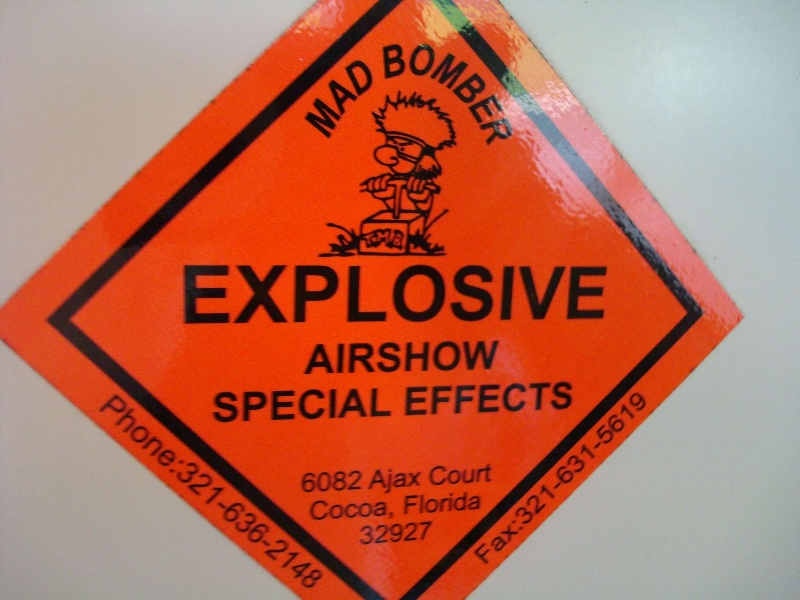 MAD BOMBER
TMB
EXPLOSIVE
AIRSHOW
SPECIAL EFFECTS
6082 Ajax Court
Cocoa, Florida
32927
Phone:321-636-2148
Fax:321-631-5619